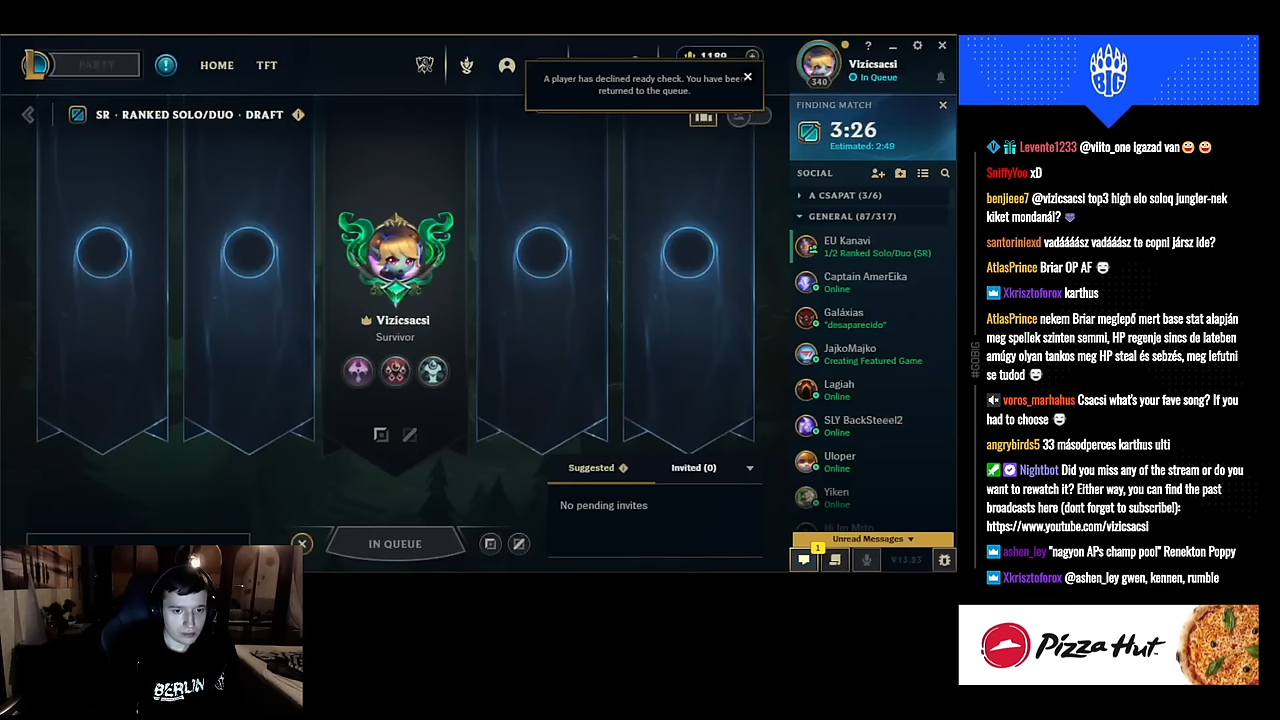 PARTY
HOME
TFT
1189
A player has declined ready check. You have been
returned to the queue.
SR · RANKED SOLO/DUO · DRAFT
Vizicsacsi
Survivor
Suggested
Invited (0)
No pending invites
IN QUEUE
340
Vizicsacsi
In Queue
FINDING MATCH
3:26
Estimated: 2:49
SOCIAL
A CSAPAT (3/6)
GENERAL (87/317)
EU Kanavi
1/2 Ranked Solo/Duo (SR)
Captain AmerEika
Online
Galáxias
"desaparecido"
JajkoMajko
Creating Featured Game
Lagiah
Online
SLY BackSteeel2
Online
Uloper
Online
Yiken
Online
Unread Messages
1
V13.23
BERLIN
BIG
#GOBIG
Levente1233 @viito_one Igazad van
SniffyYoo xD
benjieee7 @vizicsacsi top3 high elo soloq jungler-nek
kiket mondanál?
santoriniexd vadáááász vadáááász te copni jársz ide?
AtlasPrince Briar OP AF
Xkrisztoforox karthus
AtlasPrince nekem Briar meglepő mert base stat alapján
meg spellek szinten semmi, HP regenje sincs de lateben
amúgy olyan tankos meg HP steal és sebzés, meg lefutni
se tudod
voros_marhahus Csacsi what's your fave song? If you
had to choose
angrybirds5 33 másodperces karthus ulti
Nightbot Did you miss any of the stream or do you
want to rewatch it? Either way, you can find the past
broadcasts here (dont forget to subscribe!):
https://www.youtube.com/vizicsacsi
ashen_ley "nagyon APs champ pool" Renekton Poppy
Xkrisztoforox @ashen_ley gwen, kennen, rumble
Pizza Hut